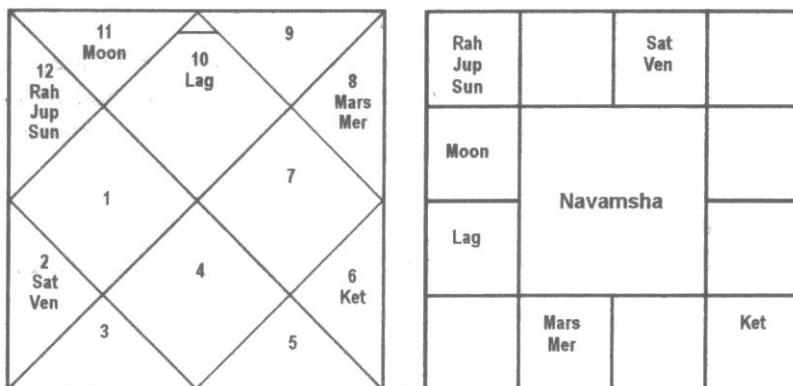 11
Moon
9
10
Lag
12
Rah
Jup
Sun
8
Mars
Mer
1
7
2
Sat
Ven
4
6
Ket
3
5
Rah
Jup
Sun
Sat
Ven
Moon
Navamsha
Lag
Mars
Mer
Ket